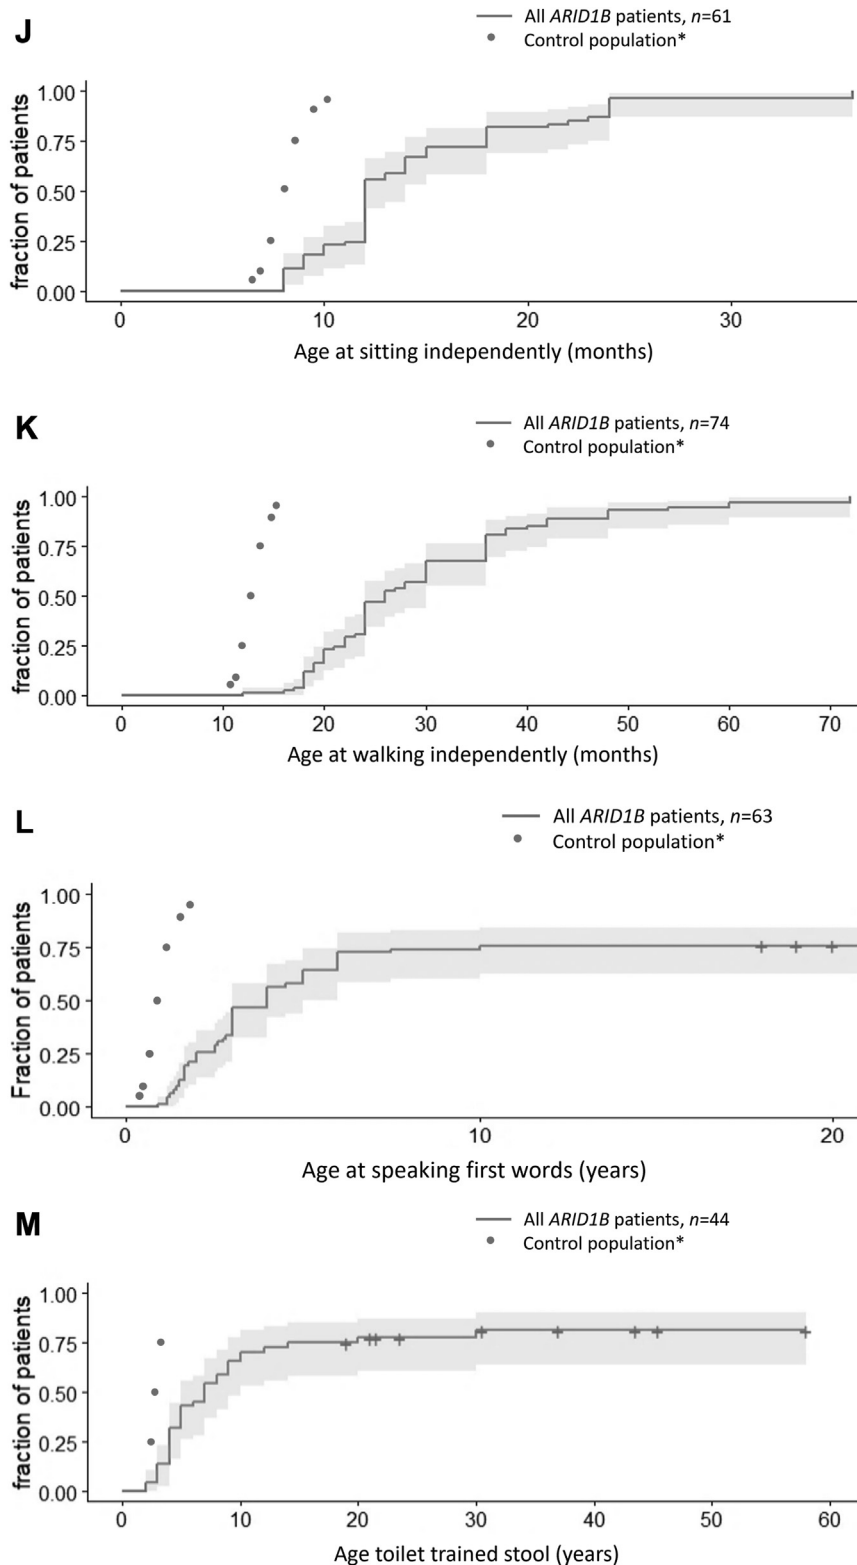 J
All ARID1B patients, n=61
Control population*
fraction of patients
1.00
0.75
0.50
0.25
0.00
0 10 20 30
Age at sitting independently (months)
K
All ARID1B patients, n=74
Control population*
fraction of patients
1.00
0.75
0.50
0.25
0.00
0 10 20 30 40 50 60 70
Age at walking independently (months)
L
All ARID1B patients, n=63
Control population*
Fraction of patients
1.00
0.75
0.50
0.25
0.00
0 10 20
Age at speaking first words (years)
M
All ARID1B patients, n=44
Control population*
fraction of patients
1.00
0.75
0.50
0.25
0.00
0 10 20 30 40 50 60
Age toilet trained stool (years)